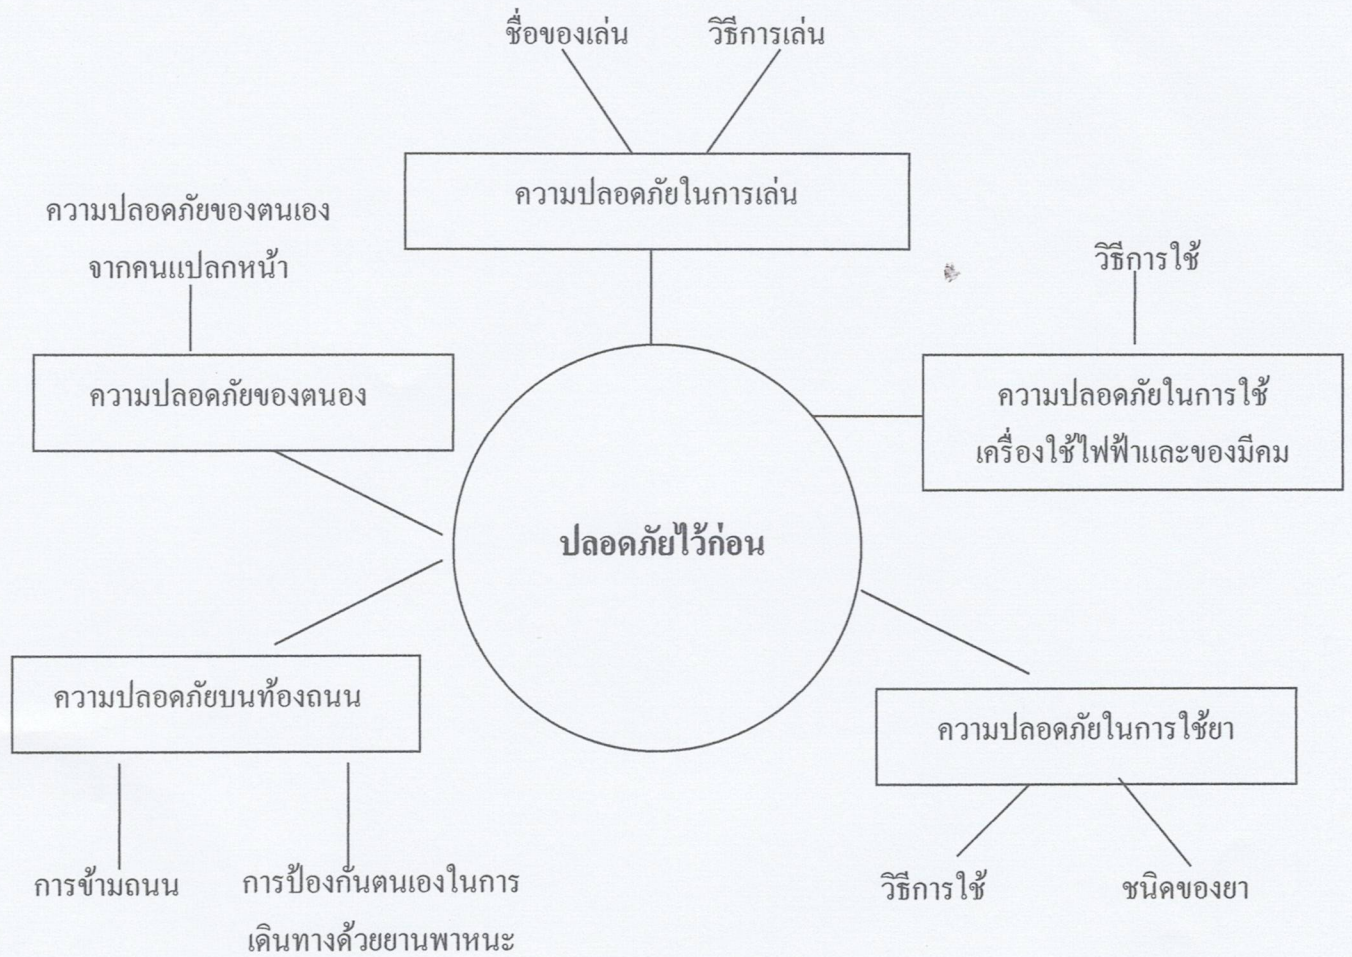 ชื่อของเล่น
วิธีการเล่น
ความปลอดภัยในการเล่น
ความปลอดภัยของตนเอง
จากคนแปลกหน้า
วิธีการใช้
ความปลอดภัยของตนอง
ความปลอดภัยในการใช้
เครื่องใช้ไฟฟ้าและของมีคม
ปลอดภัยไว้ก่อน
ความปลอดภัยบนท้องถนน
ความปลอดภัยในการใช้ยา
การข้ามถนน
การป้องกันตนเองในการ
เดินทางด้วยยานพาหนะ
วิธีการใช้
ชนิดของยา